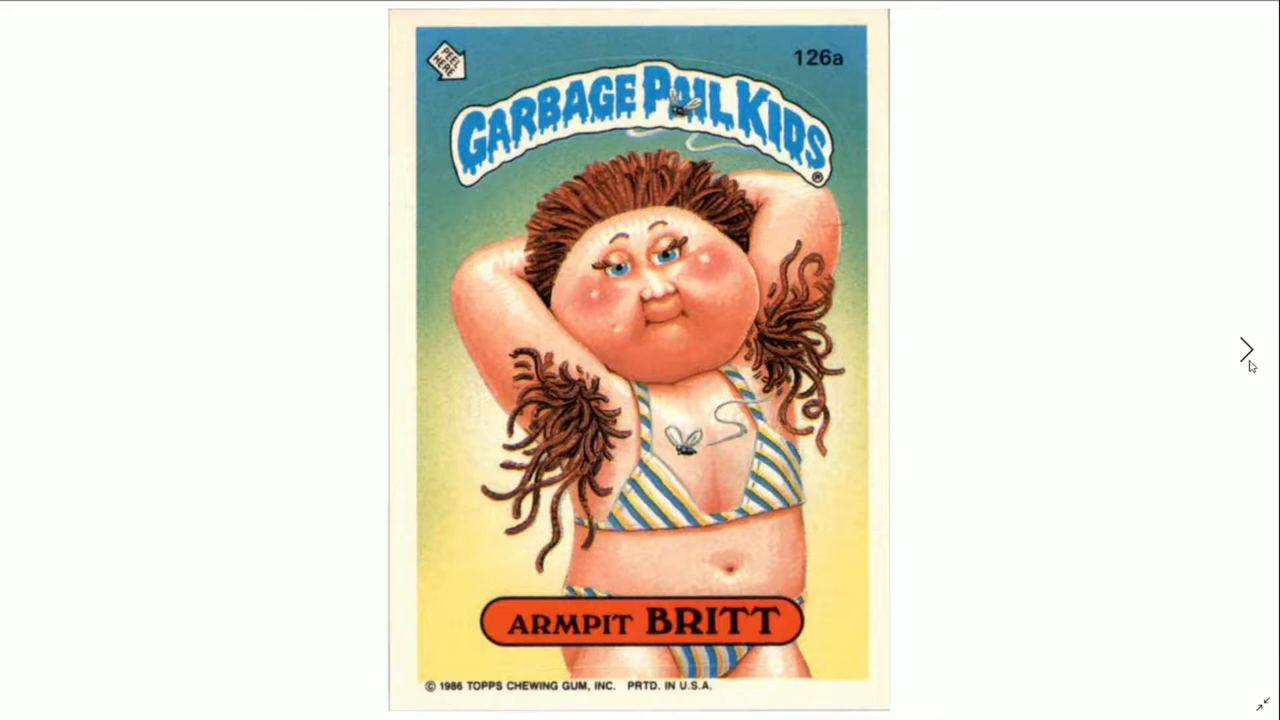 PEEL HERE
126a
GARBAGE PAIL KIDS
®
ARMPIT BRITT
© 1986 TOPPS CHEWING GUM, INC. PRTD. IN U.S.A.